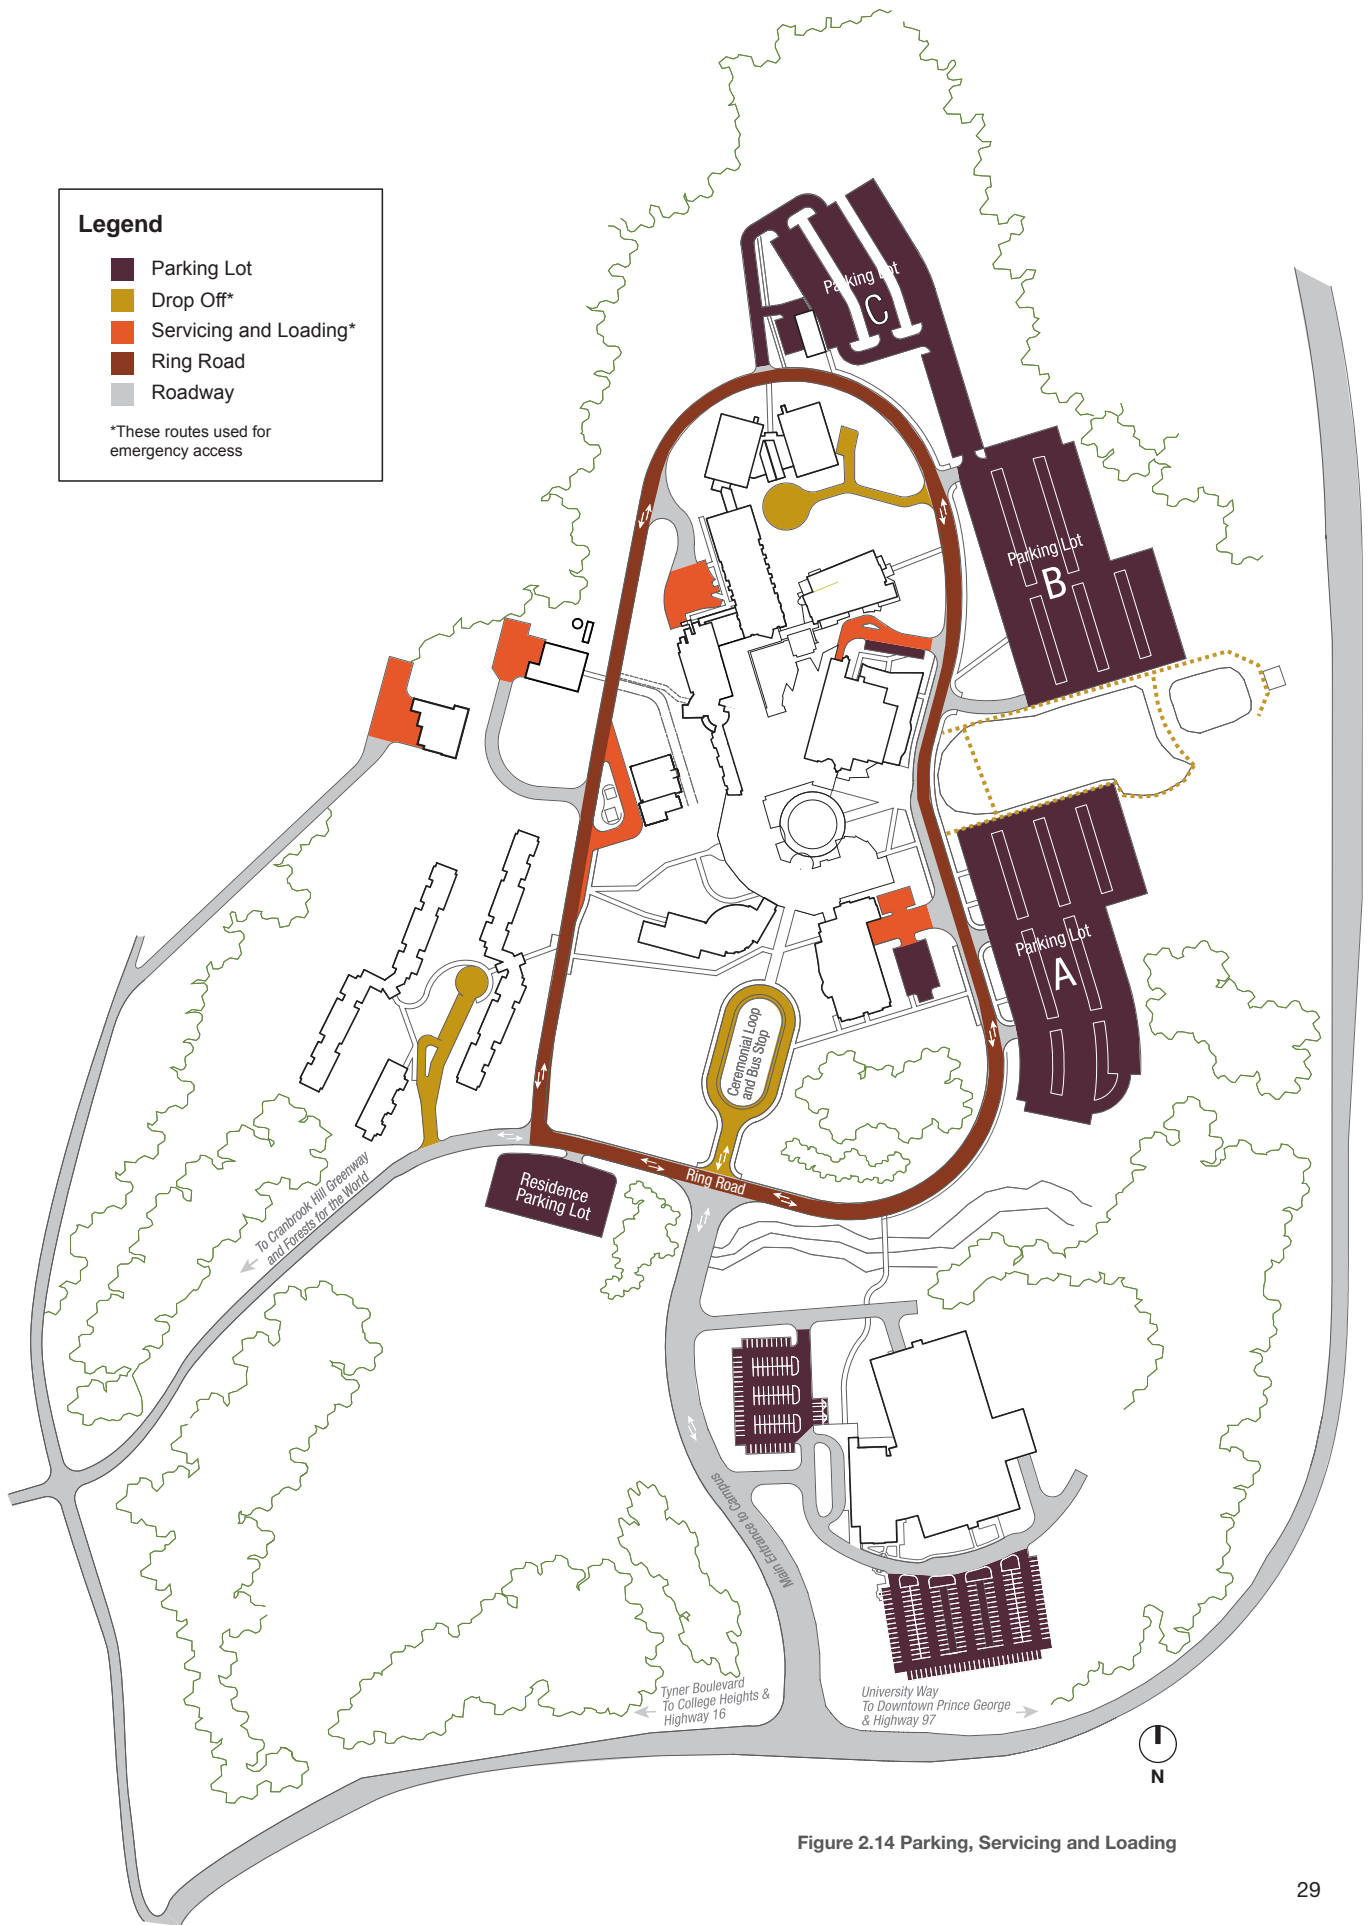 Legend
Parking Lot
Drop Off*
Servicing and Loading*
Ring Road
Roadway
*These routes used for
emergency access
Parking Lot
C
Parking Lot
B
Parking Lot
A
Ceremonial Loop
and Bus Stop
Ring Road
Residence
Parking Lot
To Cranbrook Hill Greenway
and Forests for the World
Main Entrance to Campus
Tyner Boulevard
To College Heights &
Highway 16
University Way
To Downtown Prince George
& Highway 97
N
Figure 2.14 Parking, Servicing and Loading
29